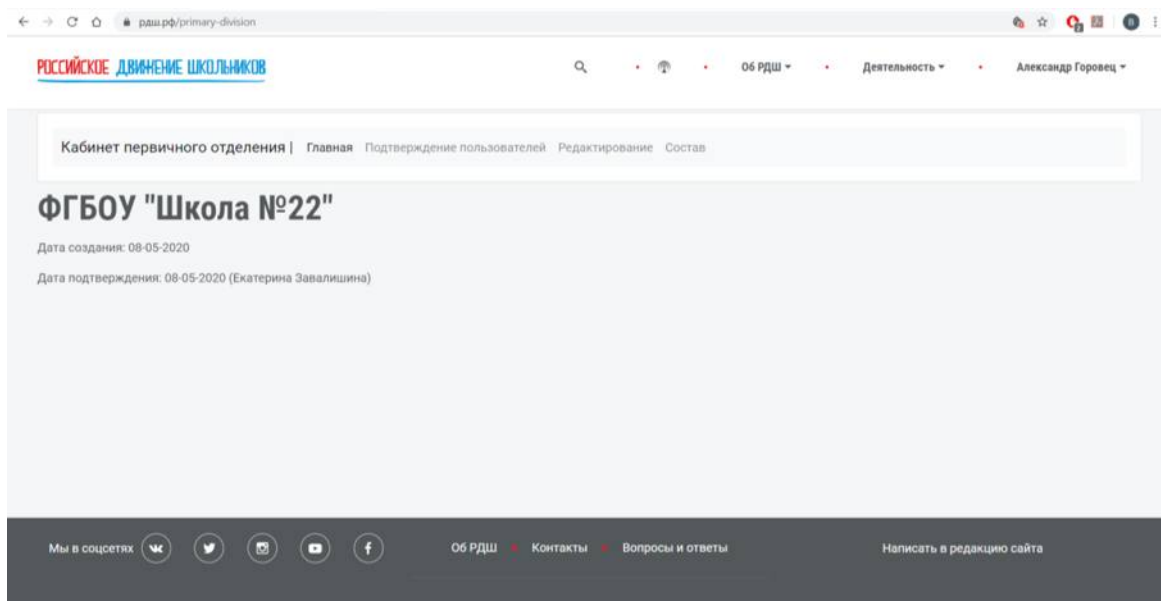 рдш.рф/primary-division
РОССИЙСКОЕ ДВИЖЕНИЕ ШКОЛЬНИКОВ
Об РДШ
Деятельность
Александр Горовец
Кабинет первичного отделения | Главная Подтверждение пользователей Редактирование Состав
ФГБОУ "Школа №22"
Дата создания: 08-05-2020
Дата подтверждения: 08-05-2020 (Екатерина Завалишина)
Мы в соцсетях
Об РДШ
Контакты
Вопросы и ответы
Написать в редакцию сайта